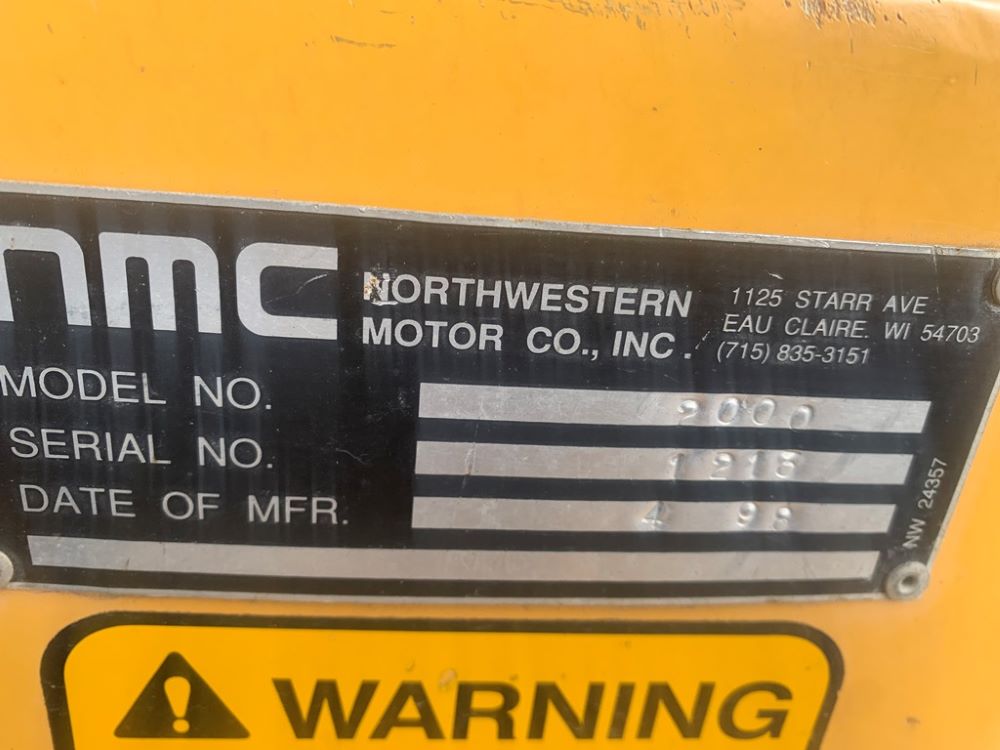 nmc
NORTHWESTERN
MOTOR CO., INC.
1125 STARR AVE
EAU CLAIRE. WI 54703
(715) 835-3151
MODEL NO. 2000
SERIAL NO. 1215
DATE OF MFR. 4 98
NW 24357
WARNING